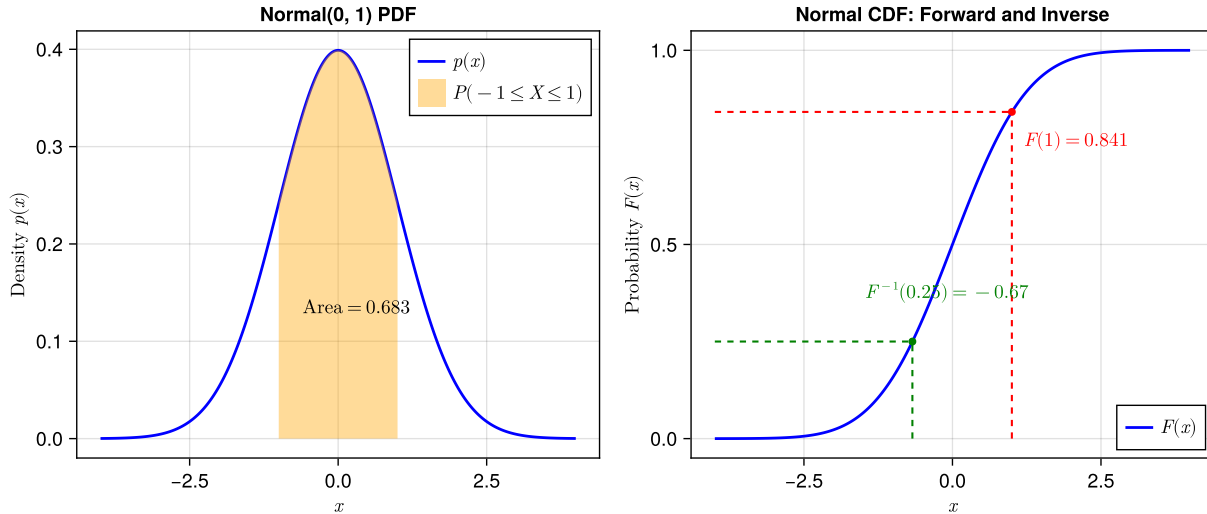 Normal(0, 1) PDF
Density p(x)
0.4
0.3
0.2
0.1
0.0
p(x)
P(−1 ≤ X ≤ 1)
Area = 0.683
−2.5 0.0 2.5
x
Normal CDF: Forward and Inverse
Probability F(x)
1.0
0.5
0.0
F(1) = 0.841
F⁻¹(0.25) = −0.67
F(x)
−2.5 0.0 2.5
x